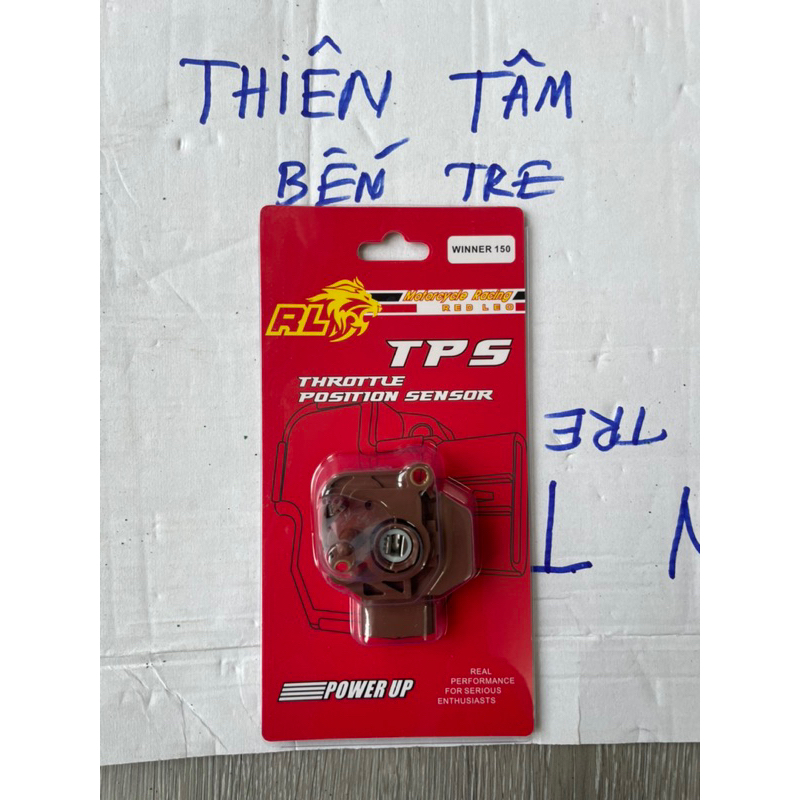 THIÊN TÂM
BẾN TRE
WINNER 150
RL
Motorcycle Racing
RED LEO
TPS
THROTTLE
POSITION SENSOR
TRE
N T
POWER UP
REAL
PERFORMANCE
FOR SERIOUS
ENTHUSIASTS